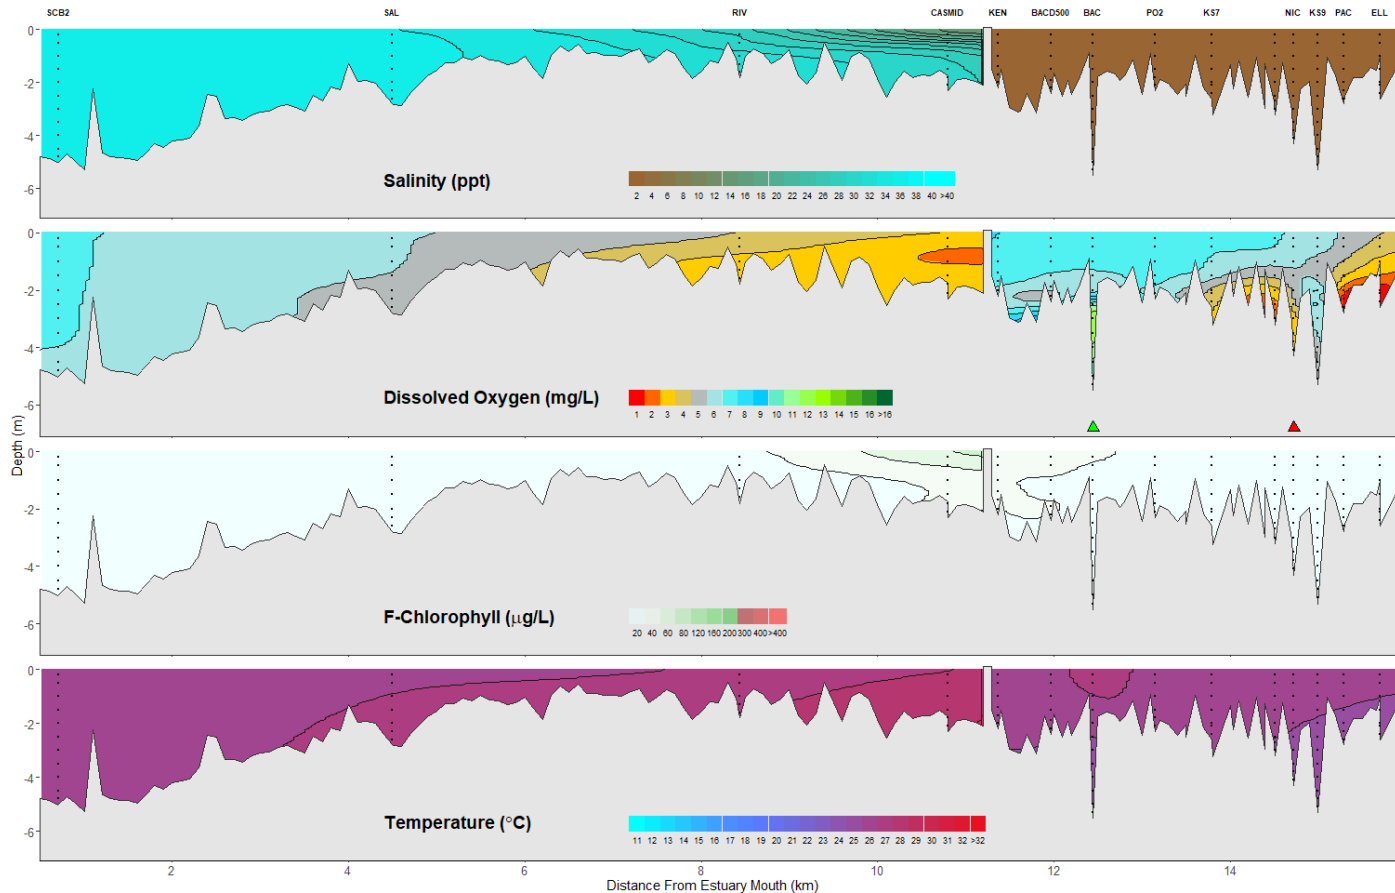 SCB2 SAL RIV CASMID KEN BACD500 BAC PO2 KS7 NIC KS9 PAC ELL
0
-2
-4
-6
Salinity (ppt)
2 4 6 8 10 12 14 16 18 20 22 24 26 28 30 32 34 36 38 40 >40
0
-2
-4
-6
Dissolved Oxygen (mg/L)
1 2 3 4 5 6 7 8 9 10 11 12 13 14 15 16 >16
Depth (m)
0
-2
-4
-6
F-Chlorophyll (μg/L)
20 40 60 80 120 160 200 300 400 >400
0
-2
-4
-6
Temperature (°C)
11 12 13 14 15 16 17 18 19 20 21 22 23 24 25 26 27 28 29 30 31 32 >32
2 4 6 8 10 12 14
Distance From Estuary Mouth (km)